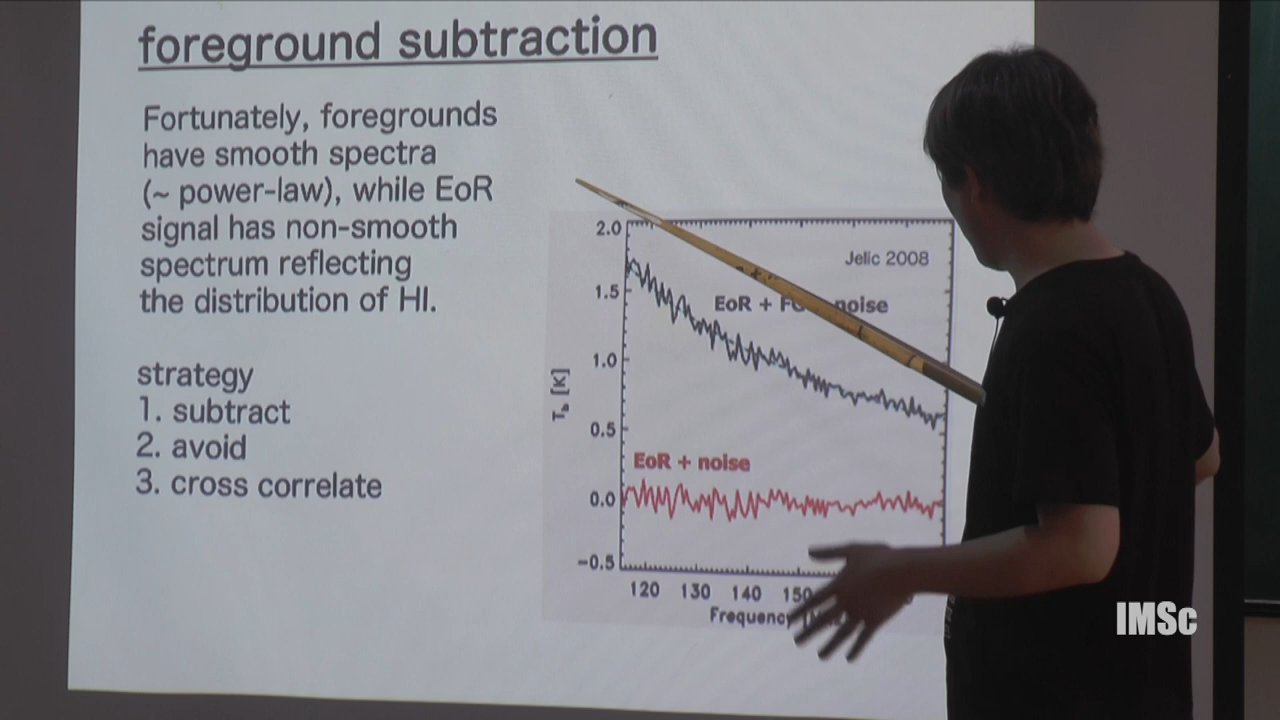 foreground subtraction
Fortunately, foregrounds
have smooth spectra
(~ power-law), while EoR
signal has non-smooth
spectrum reflecting
the distribution of HI.
strategy
1. subtract
2. avoid
3. cross correlate
Jelic 2008
EoR + noise
2.0
1.5
1.0
0.5
0.0
-0.5
T_b [K]
EoR + noise
120 130 140 150
Frequency
IMSc